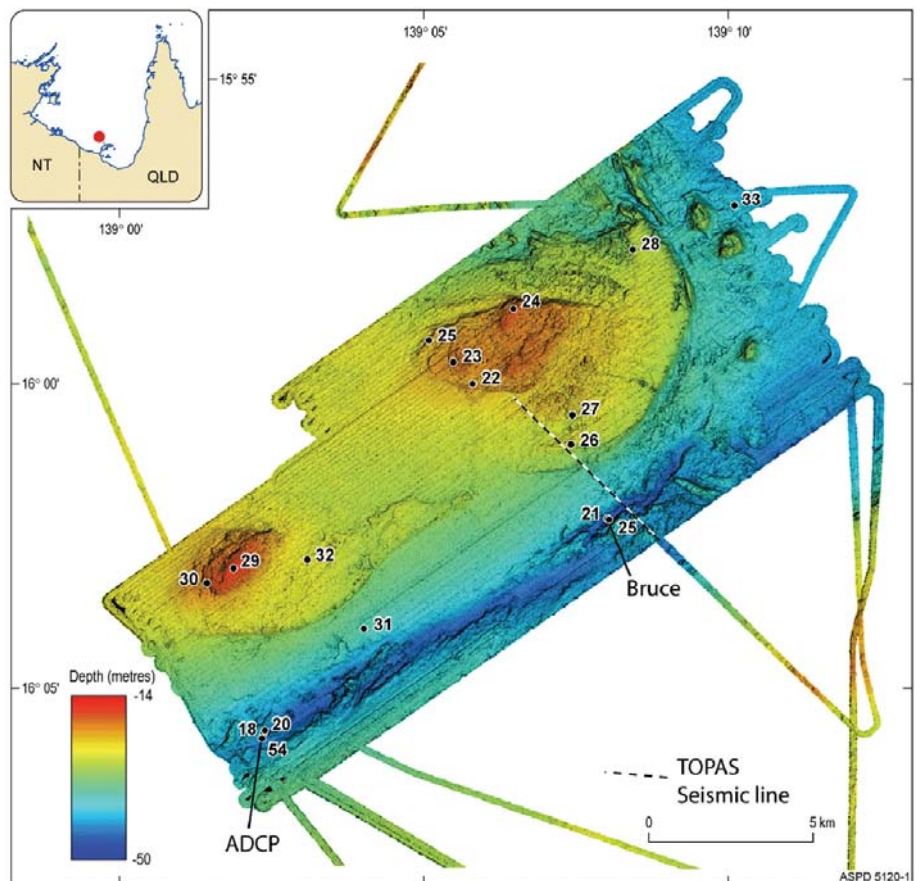 139° 05'
139° 10'
15° 55'
NT
QLD
139° 00'
33
28
24
25
23
22
16° 00'
27
26
21
25
Bruce
32
29
30
31
Depth (metres)
-14
-50
16° 05'
18
20
54
ADCP
TOPAS
Seismic line
0
5 km
ASPD 5120-1